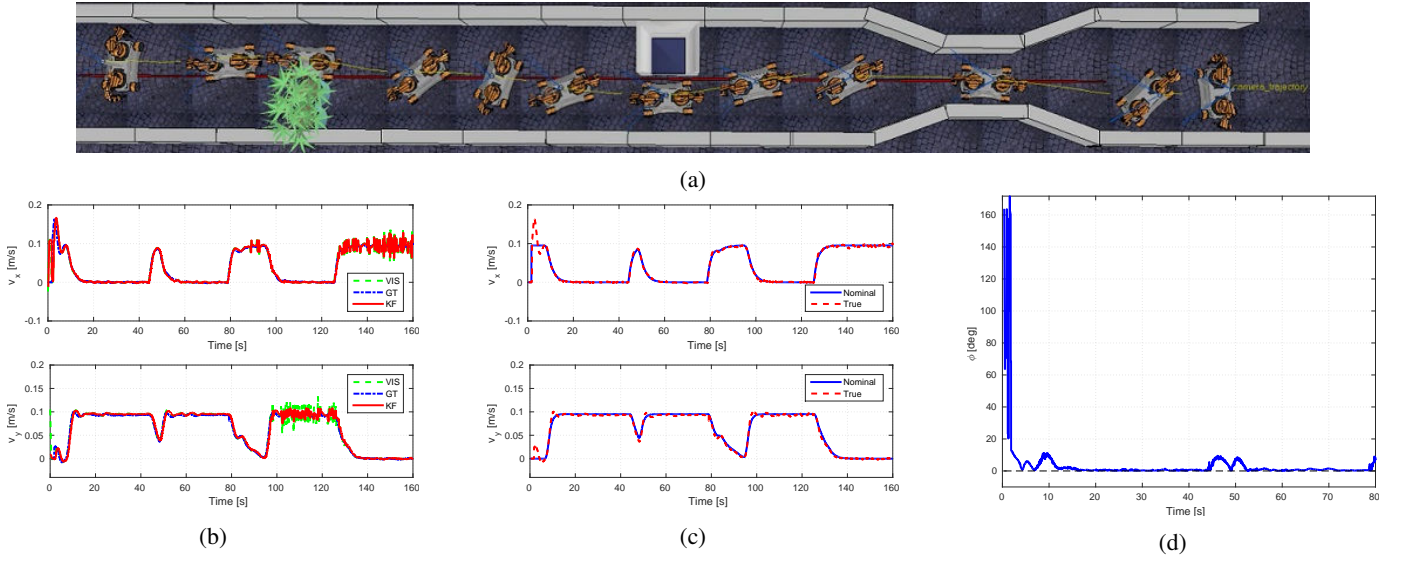 camera_trajectory
(a)
0.2
0.1
0
-0.1
v_x [m/s]
VIS
GT
KF
0 20 40 60 80 100 120 140 160
Time [s]
0.2
0.15
0.1
0.05
0
v_y [m/s]
VIS
GT
KF
0 20 40 60 80 100 120 140 160
Time [s]
(b)
0.2
0.1
0
-0.1
v_x [m/s]
Nominal
True
0 20 40 60 80 100 120 140 160
Time [s]
0.2
0.15
0.1
0.05
0
v_y [m/s]
Nominal
True
0 20 40 60 80 100 120 140 160
Time [s]
(c)
160
140
120
100
80
60
40
20
0
ϕ [deg]
0 10 20 30 40 50 60 70 80
Time [s]
(d)